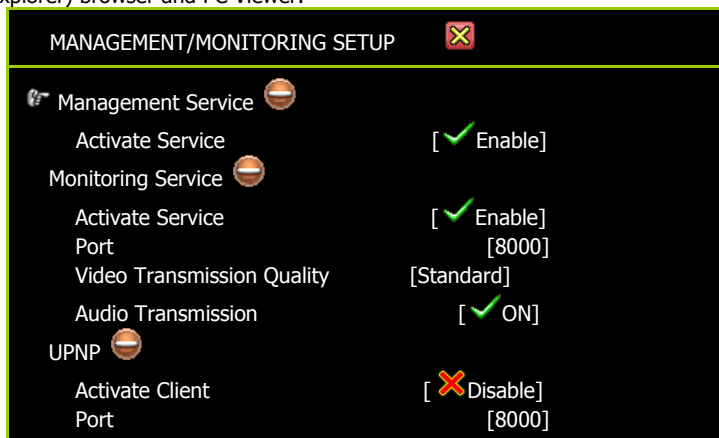 xplorer) browser and PC viewer.
MANAGEMENT/MONITORING SETUP
Management Service
Activate Service [ Enable]
Monitoring Service
Activate Service [ Enable]
Port [8000]
Video Transmission Quality [Standard]
Audio Transmission [ ON]
UPNP
Activate Client [ Disable]
Port [8000]